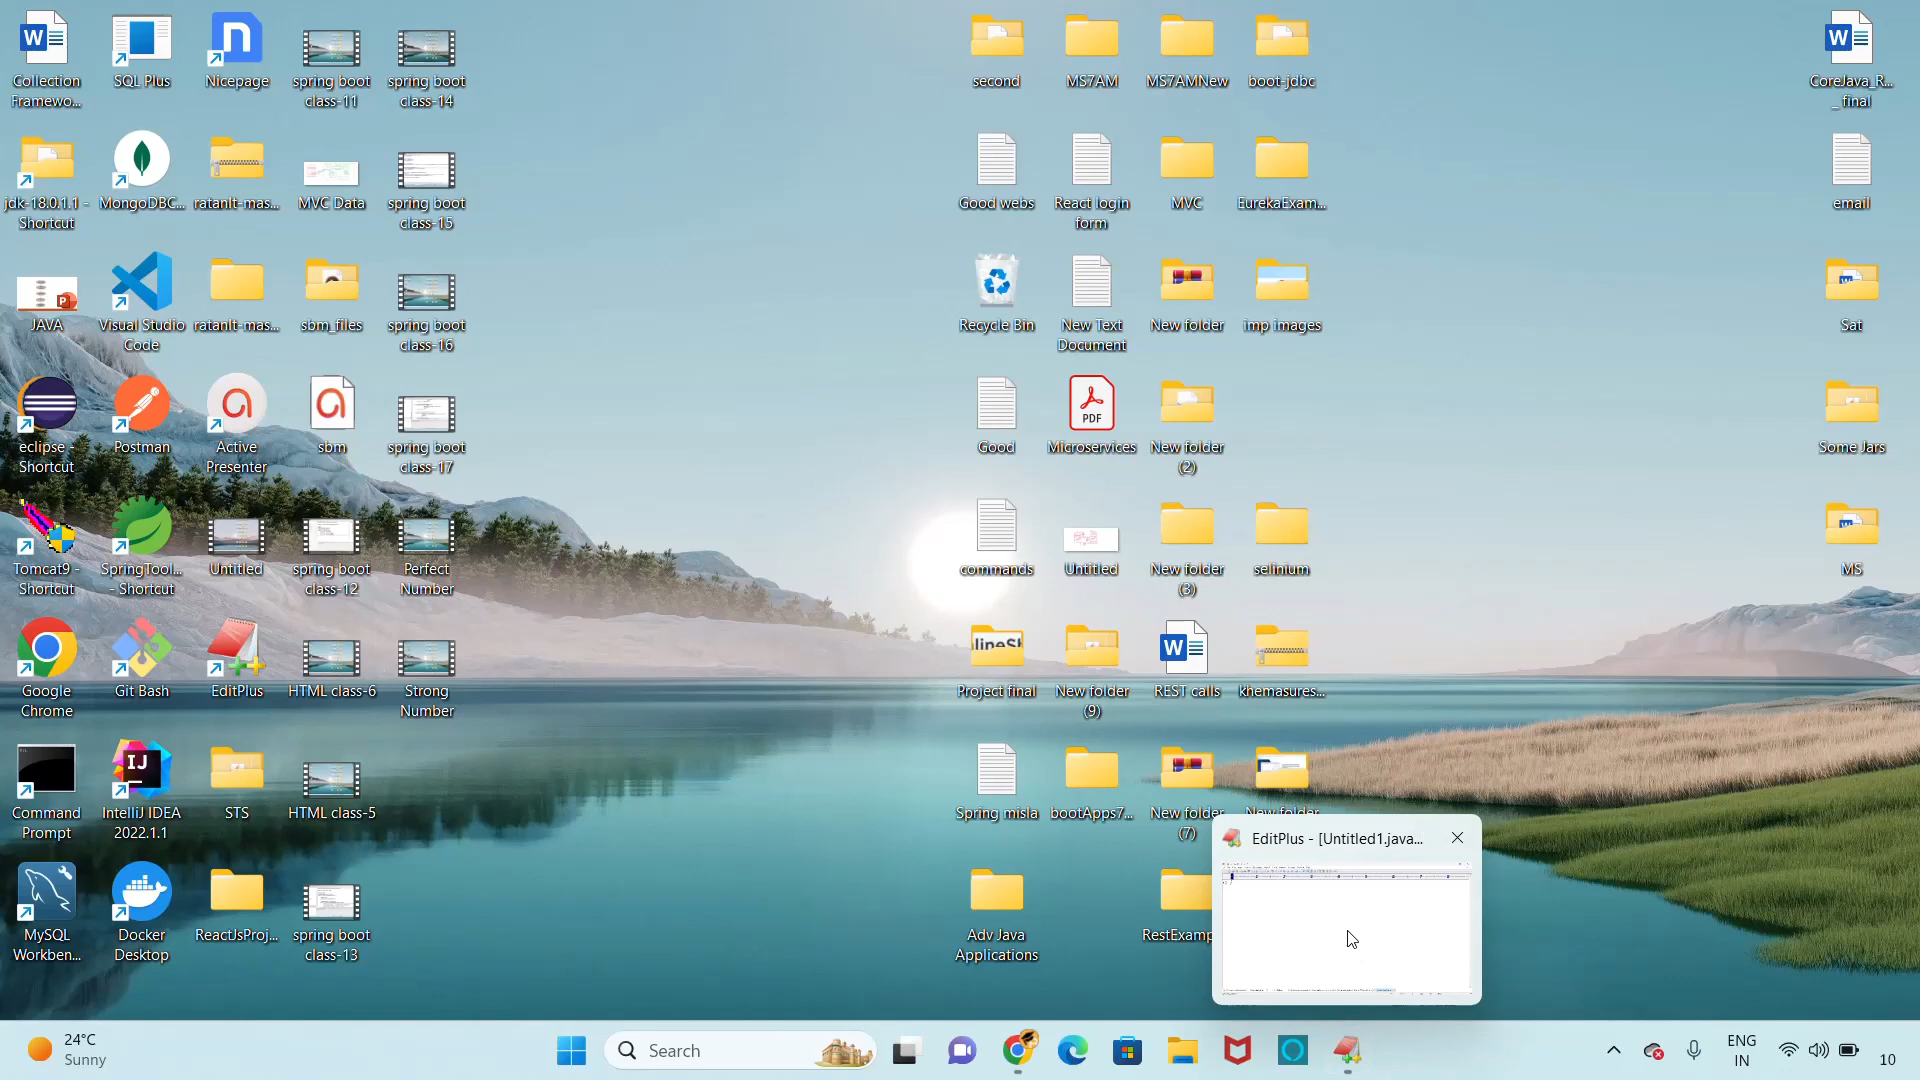 Collection
Framewo...
SQL Plus
Nicepage
spring boot
class-11
spring boot
class-14
second
MS7AM
MS7AMNew
boot-jdbc
CoreJava_R...
_ final
jdk-18.0.1.1 -
Shortcut
MongoDBC...
ratanIt-mas...
MVC Data
spring boot
class-15
Good webs
React login
form
MVC
EurekaExam...
email
JAVA
Visual Studio
Code
ratanIt-mas...
sbm_files
spring boot
class-16
Recycle Bin
New Text
Document
New folder
imp images
Sat
eclipse -
Shortcut
Postman
Active
Presenter
sbm
spring boot
class-17
Good
PDF
Microservices
New folder
(2)
Some Jars
Tomcat9 -
Shortcut
SpringTool...
- Shortcut
Untitled
spring boot
class-12
Perfect
Number
commands
Untitled
New folder
(3)
selinium
MS
Google
Chrome
Git Bash
EditPlus
HTML class-6
Strong
Number
Project final
New folder
(9)
REST calls
khemasures...
Command
Prompt
IntelliJ IDEA
2022.1.1
STS
HTML class-5
Spring misla
bootApps7...
New folder
(7)
New folder
EditPlus - [Untitled1.java...
MySQL
Workben...
Docker
Desktop
ReactJsProj...
spring boot
class-13
Adv Java
Applications
RestExamp
24°C
Sunny
Search
ENG
IN
10